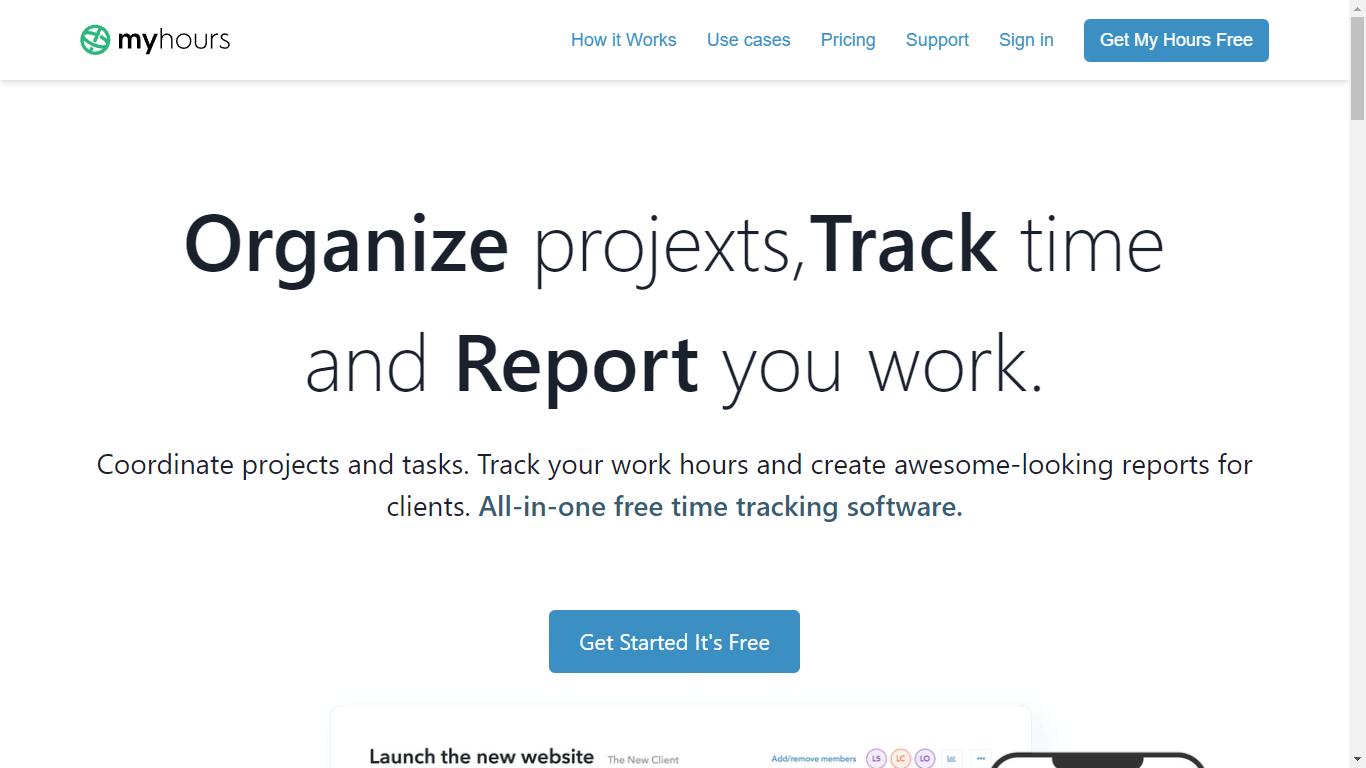 myhours
How it Works
Use cases
Pricing
Support
Sign in
Get My Hours Free
Organize projexts,Track time
and Report you work.
Coordinate projects and tasks. Track your work hours and create awesome-looking reports for
clients. All-in-one free time tracking software.
Get Started It's Free
Launch the new website The New Client Add/remove members LS LC LO